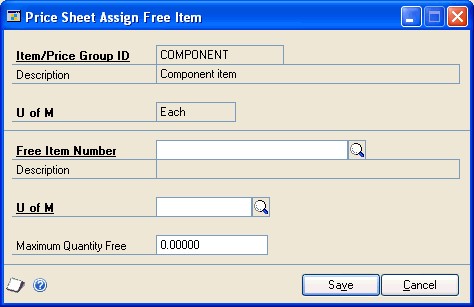 Price Sheet Assign Free Item
Item/Price Group ID COMPONENT
Description Component item
U of M Each
Free Item Number
Description
U of M
Maximum Quantity Free 0.00000
Save Cancel